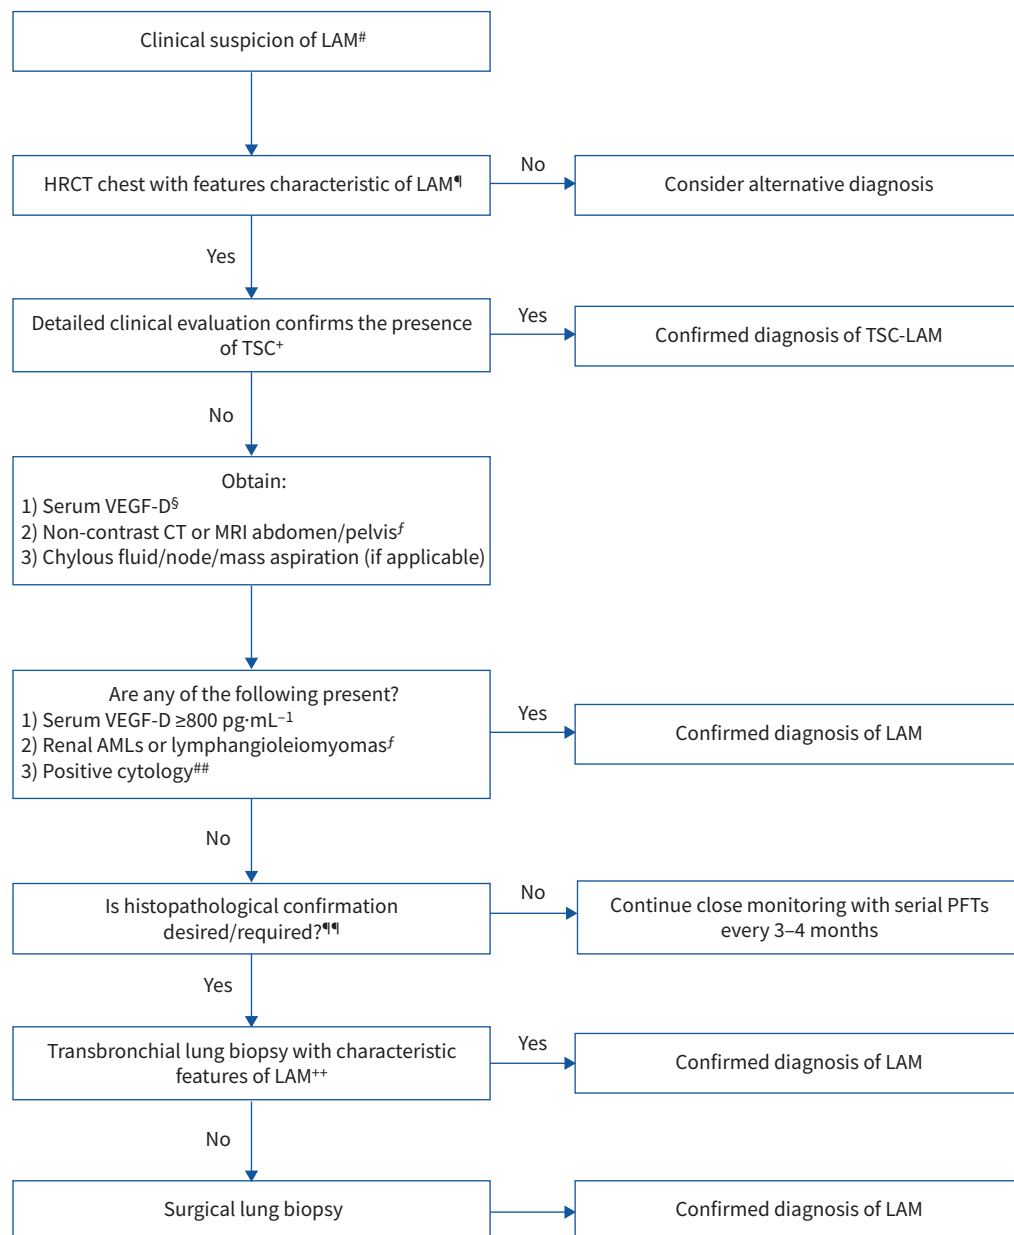 Clinical suspicion of LAM#
HRCT chest with features characteristic of LAM¶
No
Consider alternative diagnosis
Yes
Detailed clinical evaluation confirms the presence
of TSC+
Yes
Confirmed diagnosis of TSC-LAM
No
Obtain:
1) Serum VEGF-D§
2) Non-contrast CT or MRI abdomen/pelvisƒ
3) Chylous fluid/node/mass aspiration (if applicable)
Are any of the following present?
1) Serum VEGF-D ≥800 pg·mL−1
2) Renal AMLs or lymphangioleiomyomasƒ
3) Positive cytology##
Yes
Confirmed diagnosis of LAM
No
Is histopathological confirmation
desired/required?¶¶
No
Continue close monitoring with serial PFTs
every 3–4 months
Yes
Transbronchial lung biopsy with characteristic
features of LAM++
Yes
Confirmed diagnosis of LAM
No
Surgical lung biopsy
Confirmed diagnosis of LAM